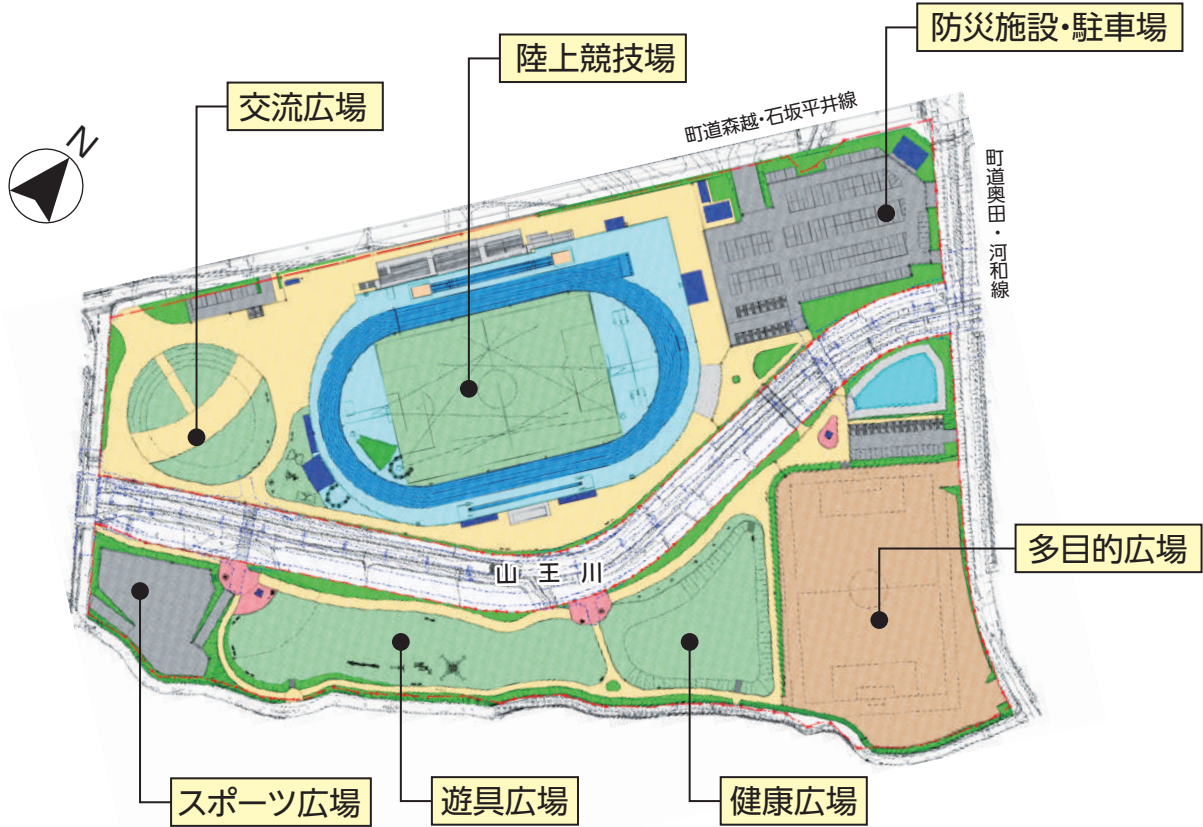 防災施設・駐車場
陸上競技場
交流広場
町道森越・石坂平井線
N
町道奥田・河和線
山王川
多目的広場
スポーツ広場
遊具広場
健康広場